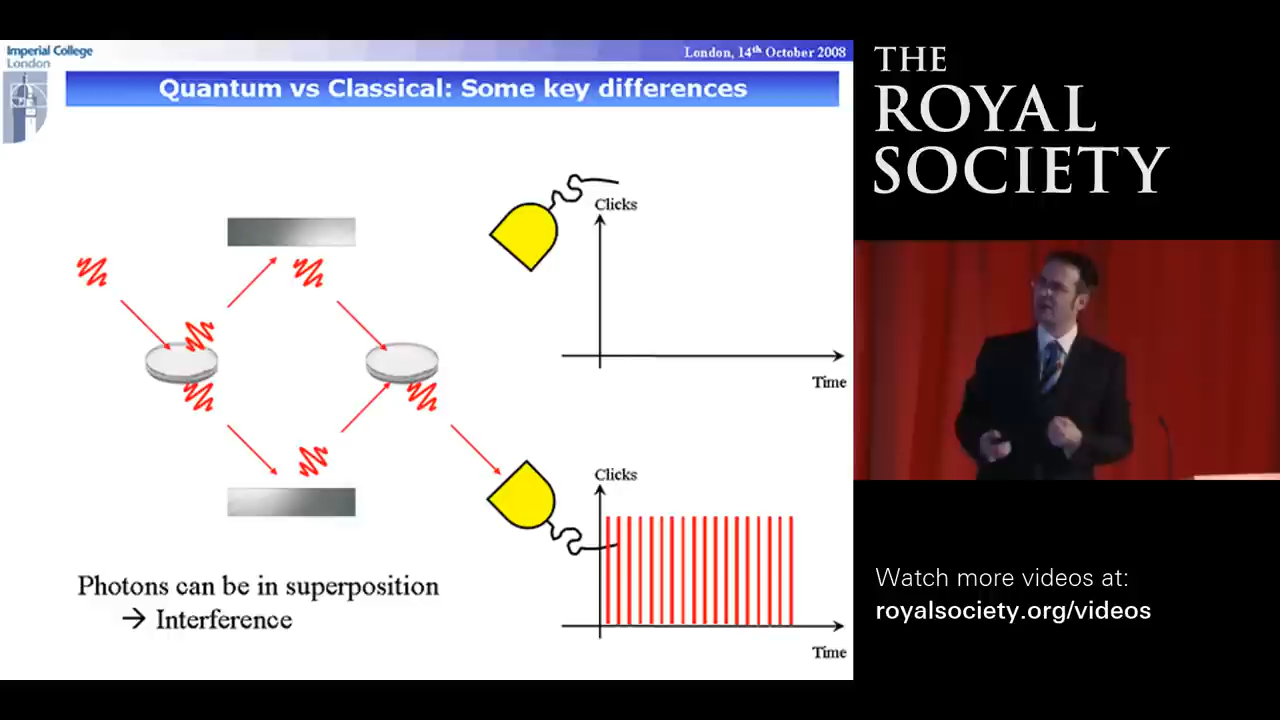 Imperial College
London
London, 14th October 2008
Quantum vs Classical: Some key differences
Clicks
Time
Clicks
Time
Photons can be in superposition
→ Interference
THE
ROYAL
SOCIETY
Watch more videos at:
royalsociety.org/videos